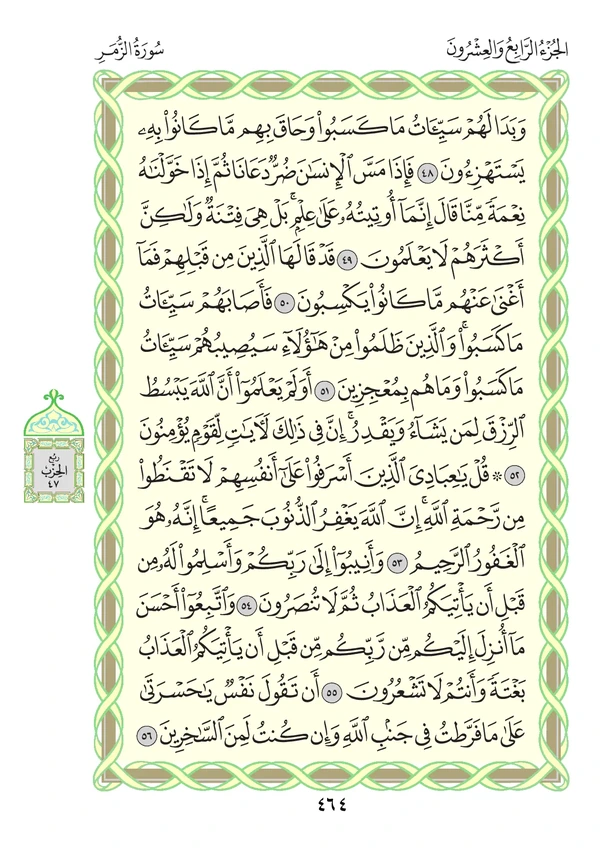 الجُزْءُ الرَّابِعُ وَالعِشْرُونَ
سُورَةُ الزُّمَرِ
وَبَدَا لَهُمْ سَيِّـَٔاتُ مَا كَسَبُوا۟ وَحَاقَ بِهِم مَّا كَانُوا۟ بِهِۦ
يَسْتَهْزِءُونَ ٤٨ فَإِذَا مَسَّ ٱلْإِنسَٰنَ ضُرٌّ دَعَانَا ثُمَّ إِذَا خَوَّلْنَٰهُ
نِعْمَةً مِّنَّا قَالَ إِنَّمَآ أُوتِيتُهُۥ عَلَىٰ عِلْمٍۭ ۚ بَلْ هِىَ فِتْنَةٌ وَلَٰكِنَّ
أَكْثَرَهُمْ لَا يَعْلَمُونَ ٤٩ قَدْ قَالَهَا ٱلَّذِينَ مِن قَبْلِهِمْ فَمَآ
أَغْنَىٰ عَنْهُم مَّا كَانُوا۟ يَكْسِبُونَ ٥٠ فَأَصَابَهُمْ سَيِّـَٔاتُ
مَا كَسَبُوا۟ ۚ وَٱلَّذِينَ ظَلَمُوا۟ مِنْ هَٰٓؤُلَآءِ سَيُصِيبُهُمْ سَيِّـَٔاتُ
مَا كَسَبُوا۟ وَمَا هُم بِمُعْجِزِينَ ٥١ أَوَلَمْ يَعْلَمُوٓا۟ أَنَّ ٱللَّهَ يَبْسُطُ
ٱلرِّزْقَ لِمَن يَشَآءُ وَيَقْدِرُ ۚ إِنَّ فِى ذَٰلِكَ لَـَٔايَٰتٍ لِّقَوْمٍ يُؤْمِنُونَ
٥٢ ۞ قُلْ يَٰعِبَادِىَ ٱلَّذِينَ أَسْرَفُوا۟ عَلَىٰٓ أَنفُسِهِمْ لَا تَقْنَطُوا۟
مِن رَّحْمَةِ ٱللَّهِ ۚ إِنَّ ٱللَّهَ يَغْفِرُ ٱلذُّنُوبَ جَمِيعًا ۚ إِنَّهُۥ هُوَ
ٱلْغَفُورُ ٱلرَّحِيمُ ٥٣ وَأَنِيبُوٓا۟ إِلَىٰ رَبِّكُمْ وَأَسْلِمُوا۟ لَهُۥ مِن
قَبْلِ أَن يَأْتِيَكُمُ ٱلْعَذَابُ ثُمَّ لَا تُنصَرُونَ ٥٤ وَٱتَّبِعُوٓا۟ أَحْسَنَ
مَآ أُنزِلَ إِلَيْكُم مِّن رَّبِّكُم مِّن قَبْلِ أَن يَأْتِيَكُمُ ٱلْعَذَابُ
بَغْتَةً وَأَنتُمْ لَا تَشْعُرُونَ ٥٥ أَن تَقُولَ نَفْسٌ يَٰحَسْرَتَىٰ
عَلَىٰ مَا فَرَّطتُ فِى جَنۢبِ ٱللَّهِ وَإِن كُنتُ لَمِنَ ٱلسَّٰخِرِينَ ٥٦
ربع
الحزب
٤٧
٤٦٤